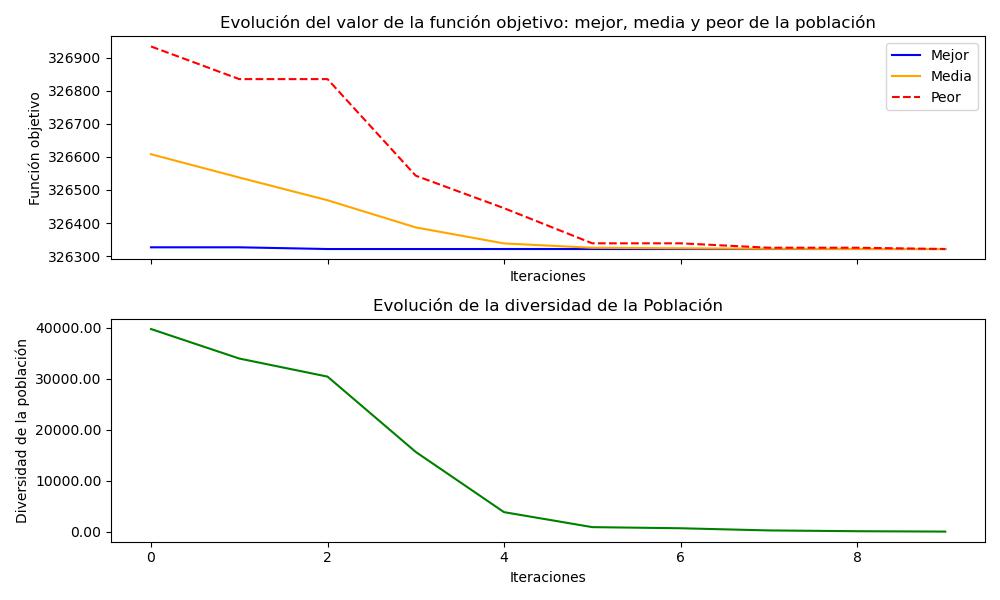 Evolución del valor de la función objetivo: mejor, media y peor de la población
326900
326800
326700
326600
326500
326400
326300
Función objetivo
Mejor
Media
Peor
Iteraciones
Evolución de la diversidad de la Población
40000.00
30000.00
20000.00
10000.00
0.00
Diversidad de la población
0 2 4 6 8
Iteraciones